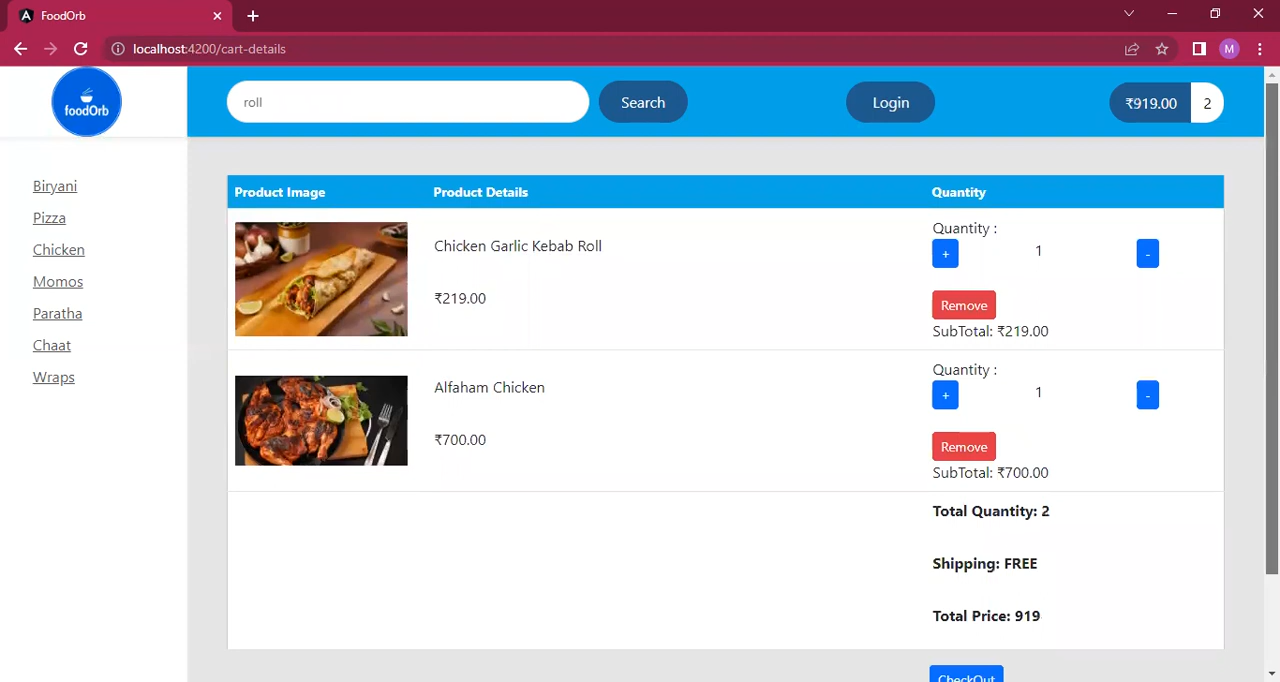 FoodOrb
localhost:4200/cart-details
M
foodOrb
roll
Search
Login
₹919.00 2
Biryani
Pizza
Chicken
Momos
Paratha
Chaat
Wraps
Product Image Product Details Quantity
Chicken Garlic Kebab Roll
₹219.00
Quantity :
+ 1 -
Remove
SubTotal: ₹219.00
Alfaham Chicken
₹700.00
Quantity :
+ 1 -
Remove
SubTotal: ₹700.00
Total Quantity: 2
Shipping: FREE
Total Price: 919
CheckOut